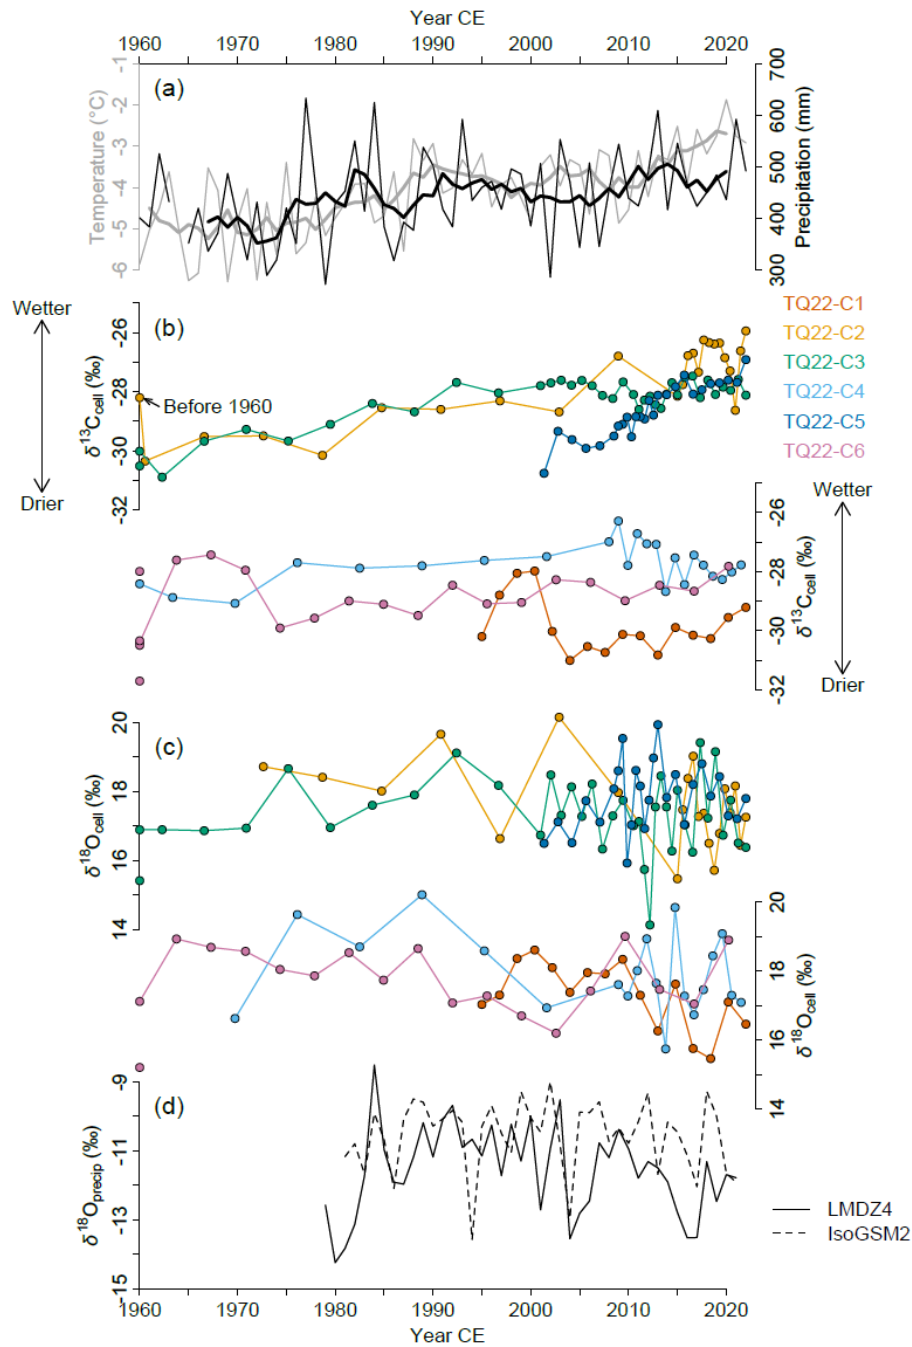 Year CE
1960 1970 1980 1990 2000 2010 2020
(a)
Temperature (°C)
-1
-2
-3
-4
-5
-6
Precipitation (mm)
700
600
500
400
300
Wetter
Drier
(b)
δ13Ccell (‰)
-26
-28
-30
-32
Before 1960
TQ22-C1
TQ22-C2
TQ22-C3
TQ22-C4
TQ22-C5
TQ22-C6
δ13Ccell (‰)
-26
-28
-30
-32
Wetter
Drier
(c)
δ18Ocell (‰)
20
18
16
14
δ18Ocell (‰)
20
18
16
14
(d)
δ18Oprecip (‰)
-9
-11
-13
-15
LMDZ4
IsoGSM2
1960 1970 1980 1990 2000 2010 2020
Year CE